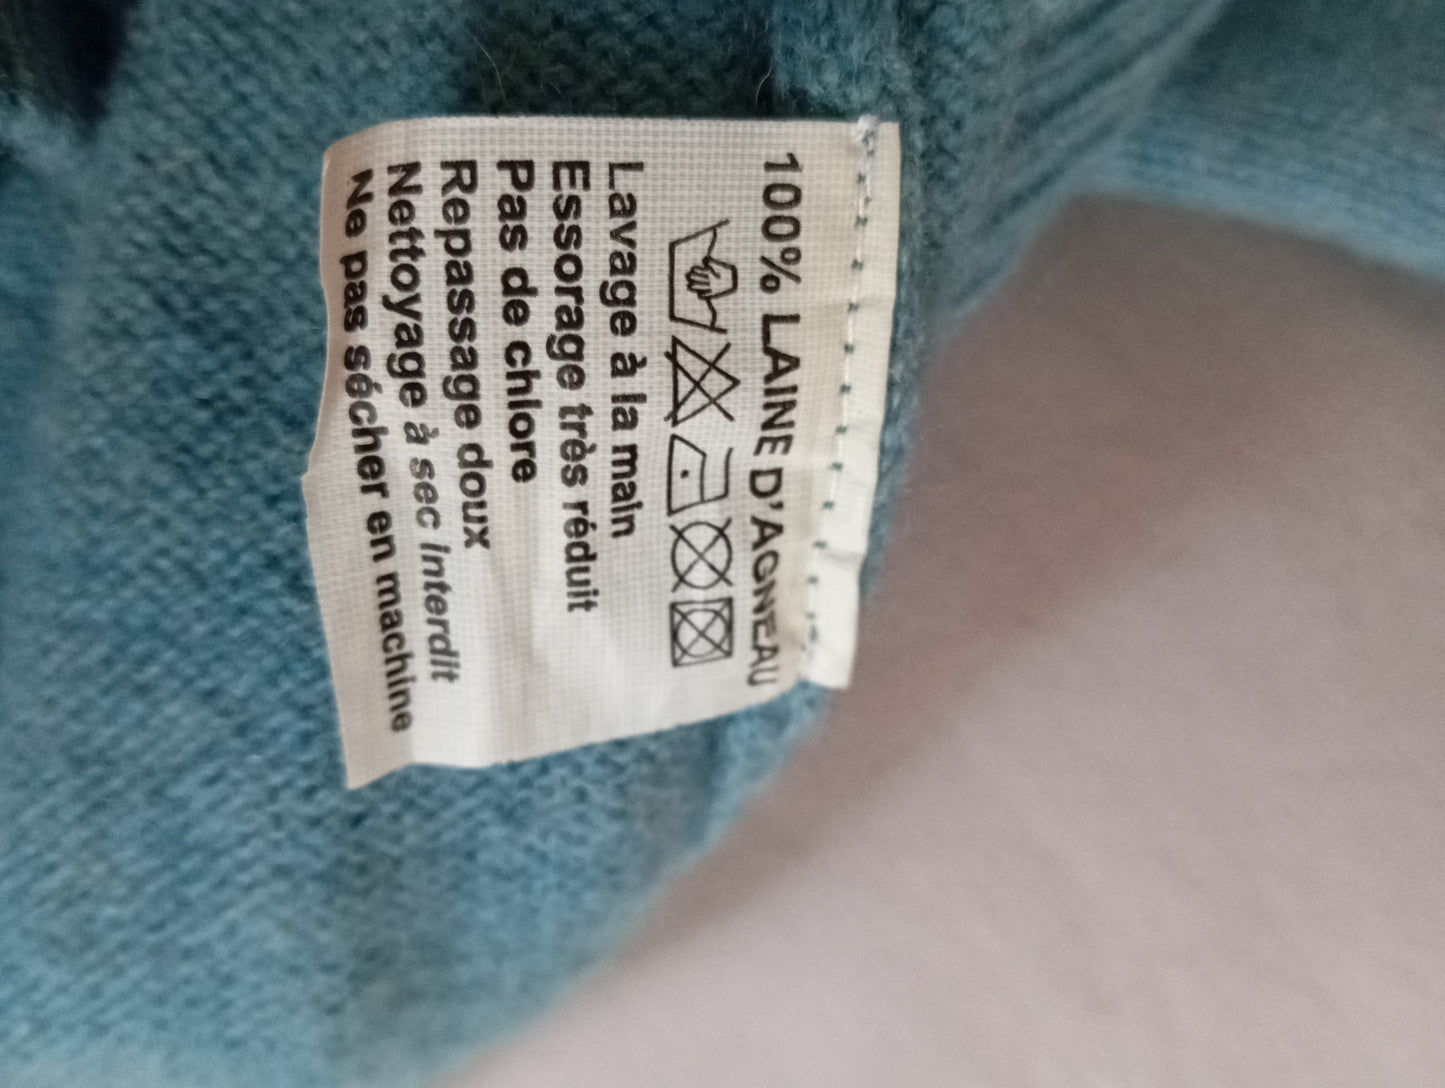 100% LAINE D'AGNEAU
Lavage à la main
Essorage très réduit
Pas de chlore
Repassage doux
Nettoyage à sec interdit
Ne pas sécher en machine